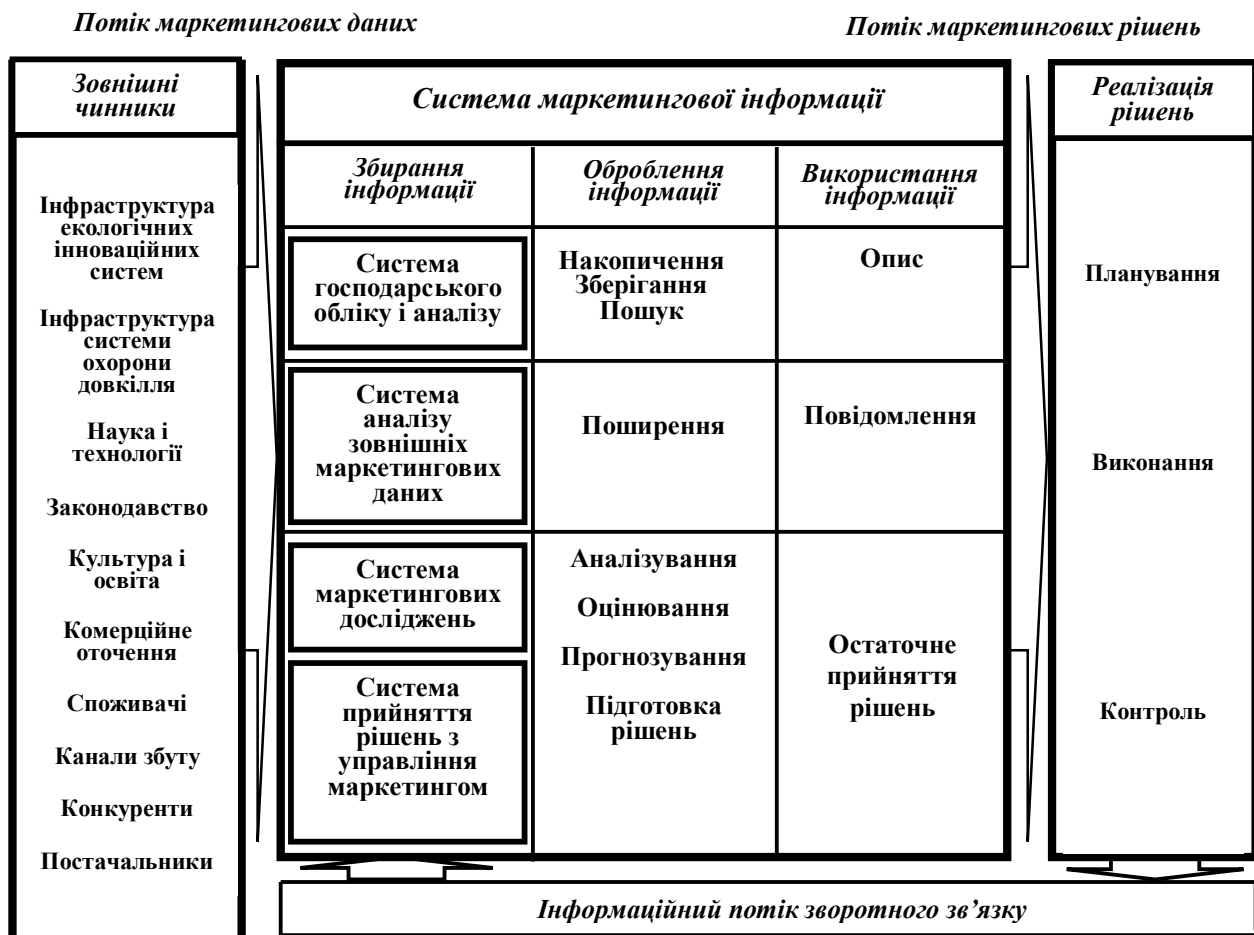 Потік маркетингових даних
Потік маркетингових рішень
Зовнішні
чинники
Інфраструктура
екологічних
інноваційних
систем
Інфраструктура
системи
охорони
довкілля
Наука і
технології
Законодавство
Культура і
освіта
Комерційне
оточення
Споживачі
Канали збуту
Конкуренти
Постачальники
Система маркетингової інформації
Збирання
інформації
Оброблення
інформації
Використання
інформації
Система
господарського
обліку і аналізу
Накопичення
Зберігання
Пошук
Опис
Система
аналізу
зовнішніх
маркетингових
даних
Поширення
Повідомлення
Система
маркетингових
досліджень
Система
прийняття
рішень з
управління
маркетингом
Аналізування
Оцінювання
Прогнозування
Підготовка
рішень
Остаточне
прийняття
рішень
Реалізація
рішень
Планування
Виконання
Контроль
Інформаційний потік зворотного зв’язку